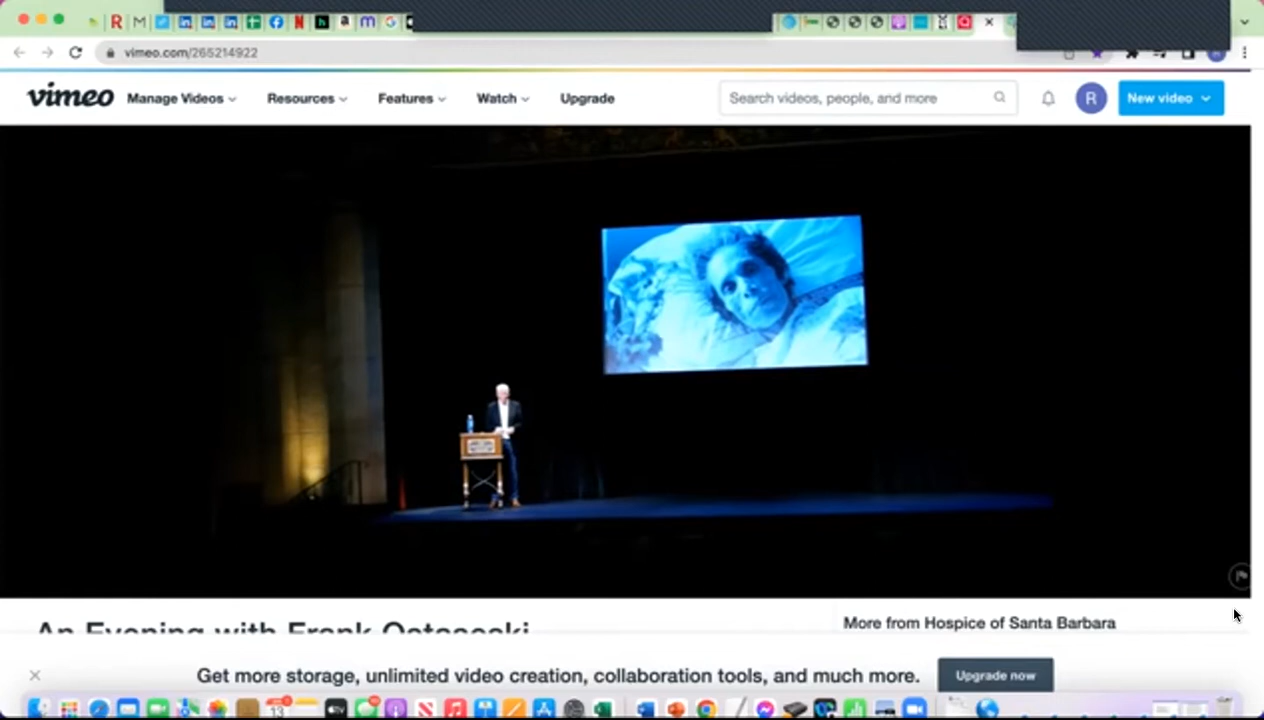 vimeo.com/265214922
vimeo Manage Videos Resources Features Watch Upgrade Search videos, people, and more R New video
An Evening with Frank Ostaseski
More from Hospice of Santa Barbara
Get more storage, unlimited video creation, collaboration tools, and much more. Upgrade now